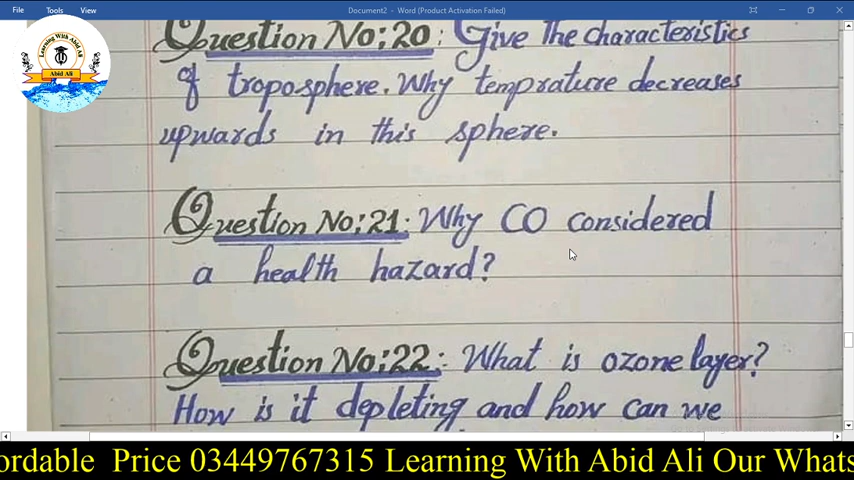 File Tools View Document2 - Word (Product Activation Failed)
Learning With Abid Ali
Abid Ali
Question No:20: Give The characteristics
of troposphere. Why temprature decreases
upwards in this sphere.
Question No:21: Why CO considered
a health hazard?
Question No:22: What is ozone layer?
How is it depleting and how can we
ordable Price 03449767315 Learning With Abid Ali Our Whats